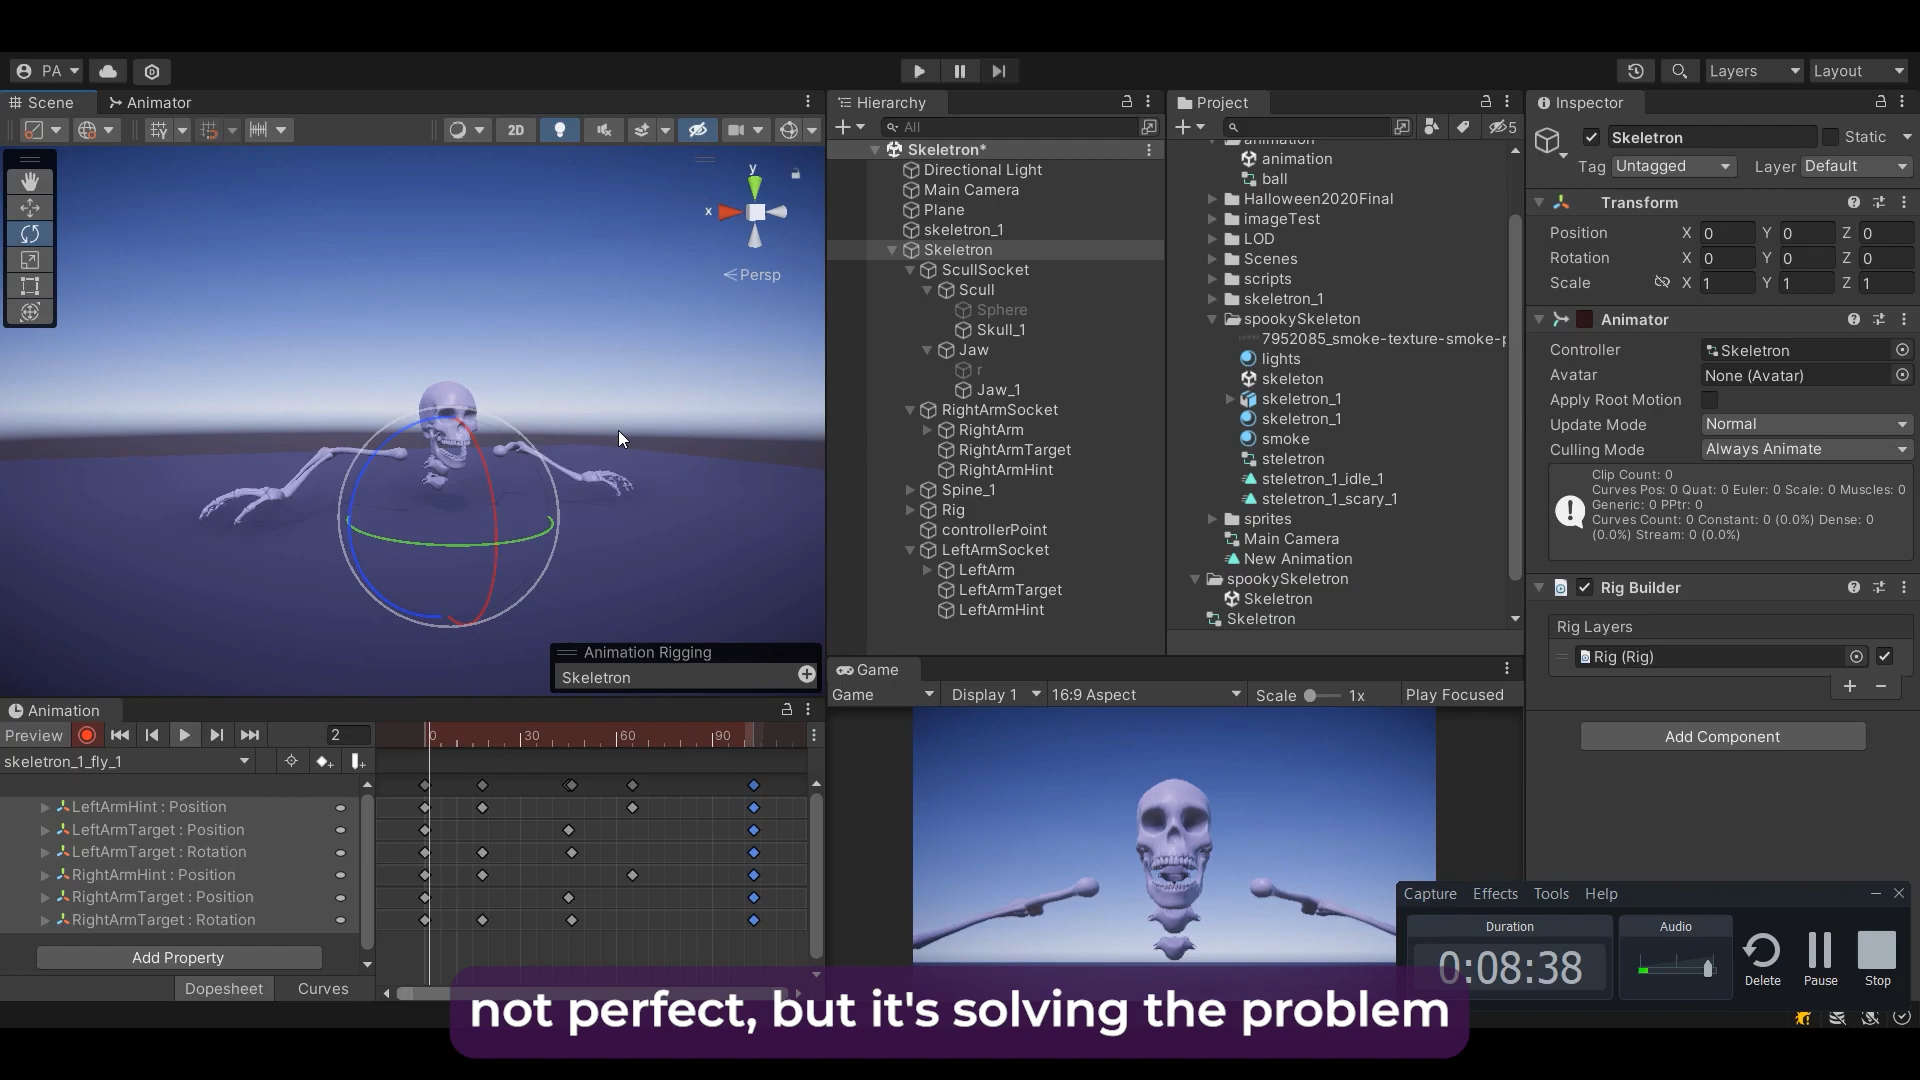 PA
Layers
Layout
Scene
Animator
2D
y
x
Persp
Animation Rigging
Skeletron
Hierarchy
All
Skeletron*
Directional Light
Main Camera
Plane
skeletron_1
Skeletron
ScullSocket
Scull
Sphere
Skull_1
Jaw
r
Jaw_1
RightArmSocket
RightArm
RightArmTarget
RightArmHint
Spine_1
Rig
controllerPoint
LeftArmSocket
LeftArm
LeftArmTarget
LeftArmHint
Project
5
animation
animation
ball
Halloween2020Final
imageTest
LOD
Scenes
scripts
skeletron_1
spookySkeleton
7952085_smoke-texture-smoke-p
lights
skeleton
skeletron_1
skeletron_1
smoke
steletron
steletron_1_idle_1
steletron_1_scary_1
sprites
Main Camera
New Animation
spookySkeletron
Skeletron
Skeletron
Inspector
Skeletron
Static
Tag Untagged Layer Default
Transform
Position X 0 Y 0 Z 0
Rotation X 0 Y 0 Z 0
Scale X 1 Y 1 Z 1
Animator
Controller Skeletron
Avatar None (Avatar)
Apply Root Motion
Update Mode Normal
Culling Mode Always Animate
Clip Count: 0
Curves Pos: 0 Quat: 0 Euler: 0 Scale: 0 Muscles: 0
Generic: 0 PPtr: 0
Curves Count: 0 Constant: 0 (0.0%) Dense: 0
(0.0%) Stream: 0 (0.0%)
Rig Builder
Rig Layers
Rig (Rig)
Add Component
Animation
Preview 2
0 30 60 90
skeletron_1_fly_1
LeftArmHint : Position
LeftArmTarget : Position
LeftArmTarget : Rotation
RightArmHint : Position
RightArmTarget : Position
RightArmTarget : Rotation
Add Property
Dopesheet Curves
Game
Game Display 1 16:9 Aspect Scale 1x Play Focused
Capture Effects Tools Help
Duration Audio
0:08:38
Delete Pause Stop
not perfect, but it's solving the problem